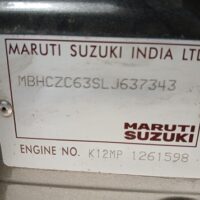 MARUTI SUZUKI INDIA LTD
MBHCZC63SLJ637343
MARUTI
SUZUKI
ENGINE NO. K12MP 1261598